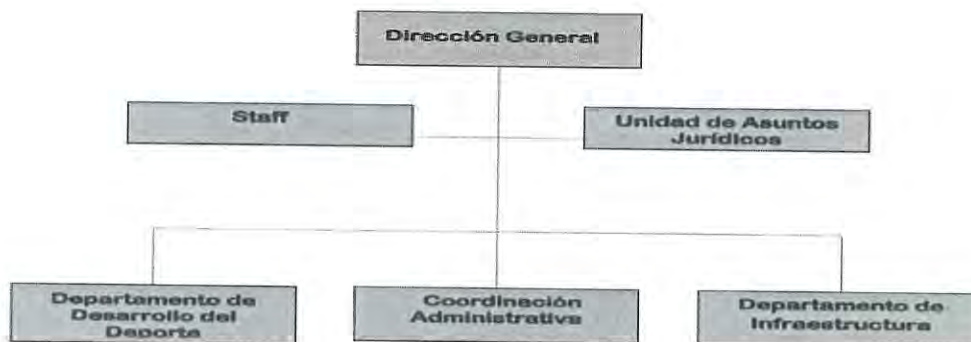 Dirección General
Staff
Unidad de Asuntos
Jurídicos
Departamento de
Desarrollo del
Deporte
Coordinación
Administrativa
Departamento de
Infraestructura